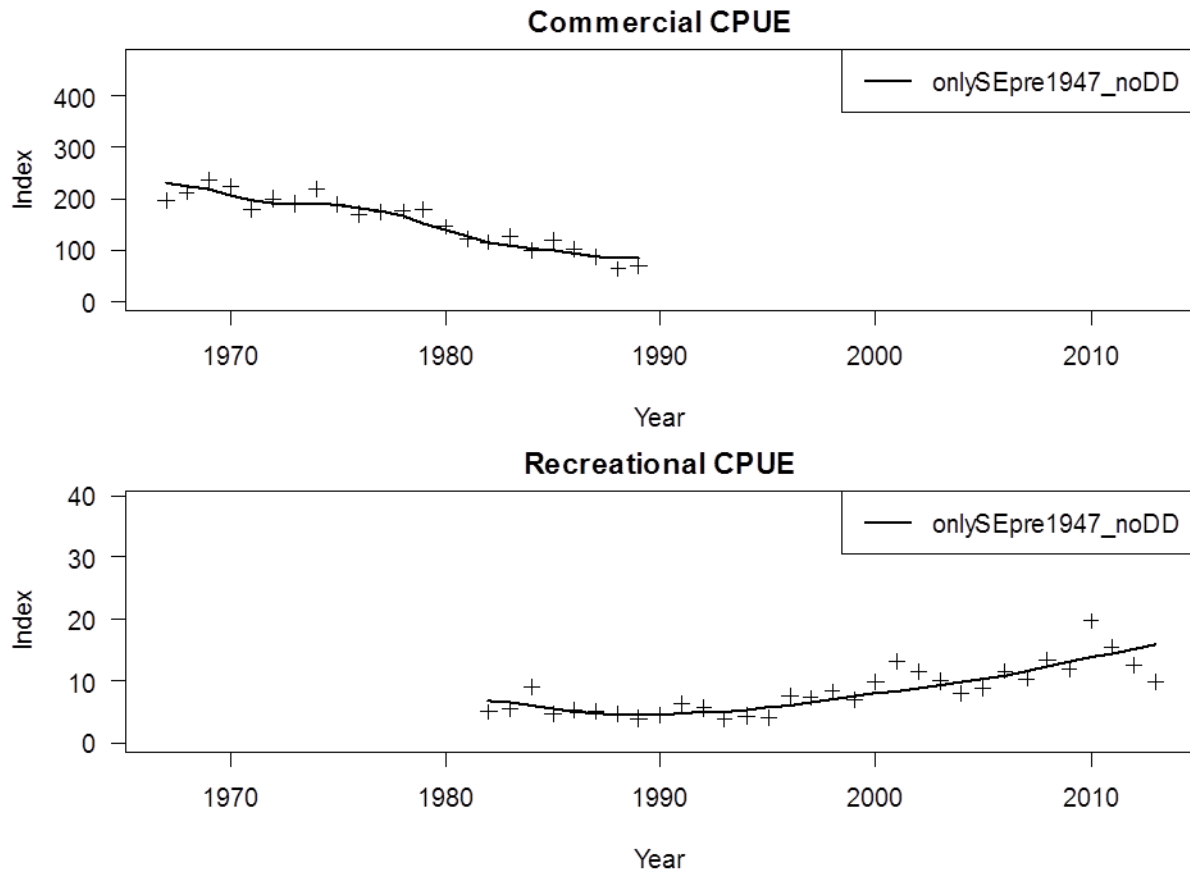 Commercial CPUE
onlySEpre1947_noDD
Index
400
300
200
100
0
1970 1980 1990 2000 2010
Year
Recreational CPUE
onlySEpre1947_noDD
Index
40
30
20
10
0
1970 1980 1990 2000 2010
Year